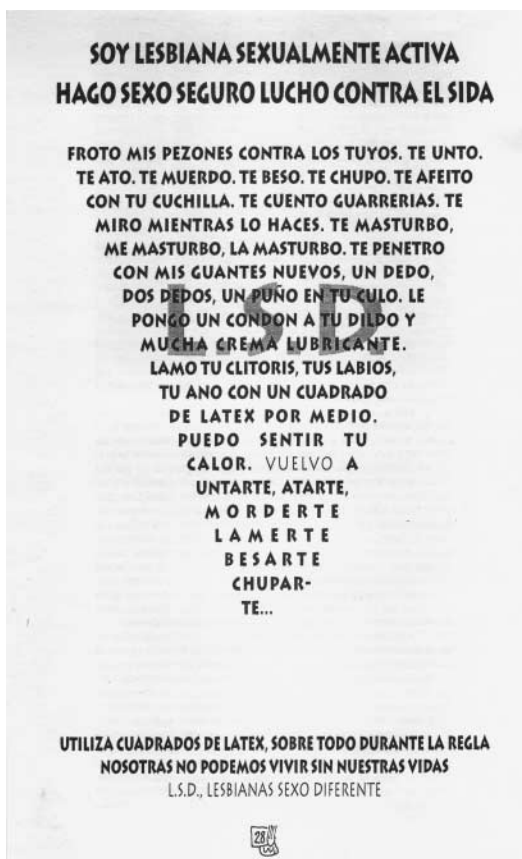 SOY LESBIANA SEXUALMENTE ACTIVA
HAGO SEXO SEGURO LUCHO CONTRA EL SIDA
FROTO MIS PEZONES CONTRA LOS TUYOS. TE UNTO.
TE ATO. TE MUERDO. TE BESO. TE CHUPO. TE AFEITO
CON TU CUCHILLA. TE CUENTO GUARRERIAS. TE
MIRO MIENTRAS LO HACES. TE MASTURBO,
ME MASTURBO, LA MASTURBO. TE PENETRO
CON MIS GUANTES NUEVOS, UN DEDO,
DOS DEDOS, UN PUÑO EN TU CULO. LE
PONGO UN CONDON A TU DILDO Y
L.S.D.
MUCHA CREMA LUBRICANTE.
LAMO TU CLITORIS, TUS LABIOS,
TU ANO CON UN CUADRADO
DE LATEX POR MEDIO.
PUEDO SENTIR TU
CALOR. VUELVO A
UNTARTE, ATARTE,
MORDERTE
LAMERTE
BESARTE
CHUPAR-
TE...
UTILIZA CUADRADOS DE LATEX, SOBRE TODO DURANTE LA REGLA
NOSOTRAS NO PODEMOS VIVIR SIN NUESTRAS VIDAS
L.S.D., LESBIANAS SEXO DIFERENTE
28